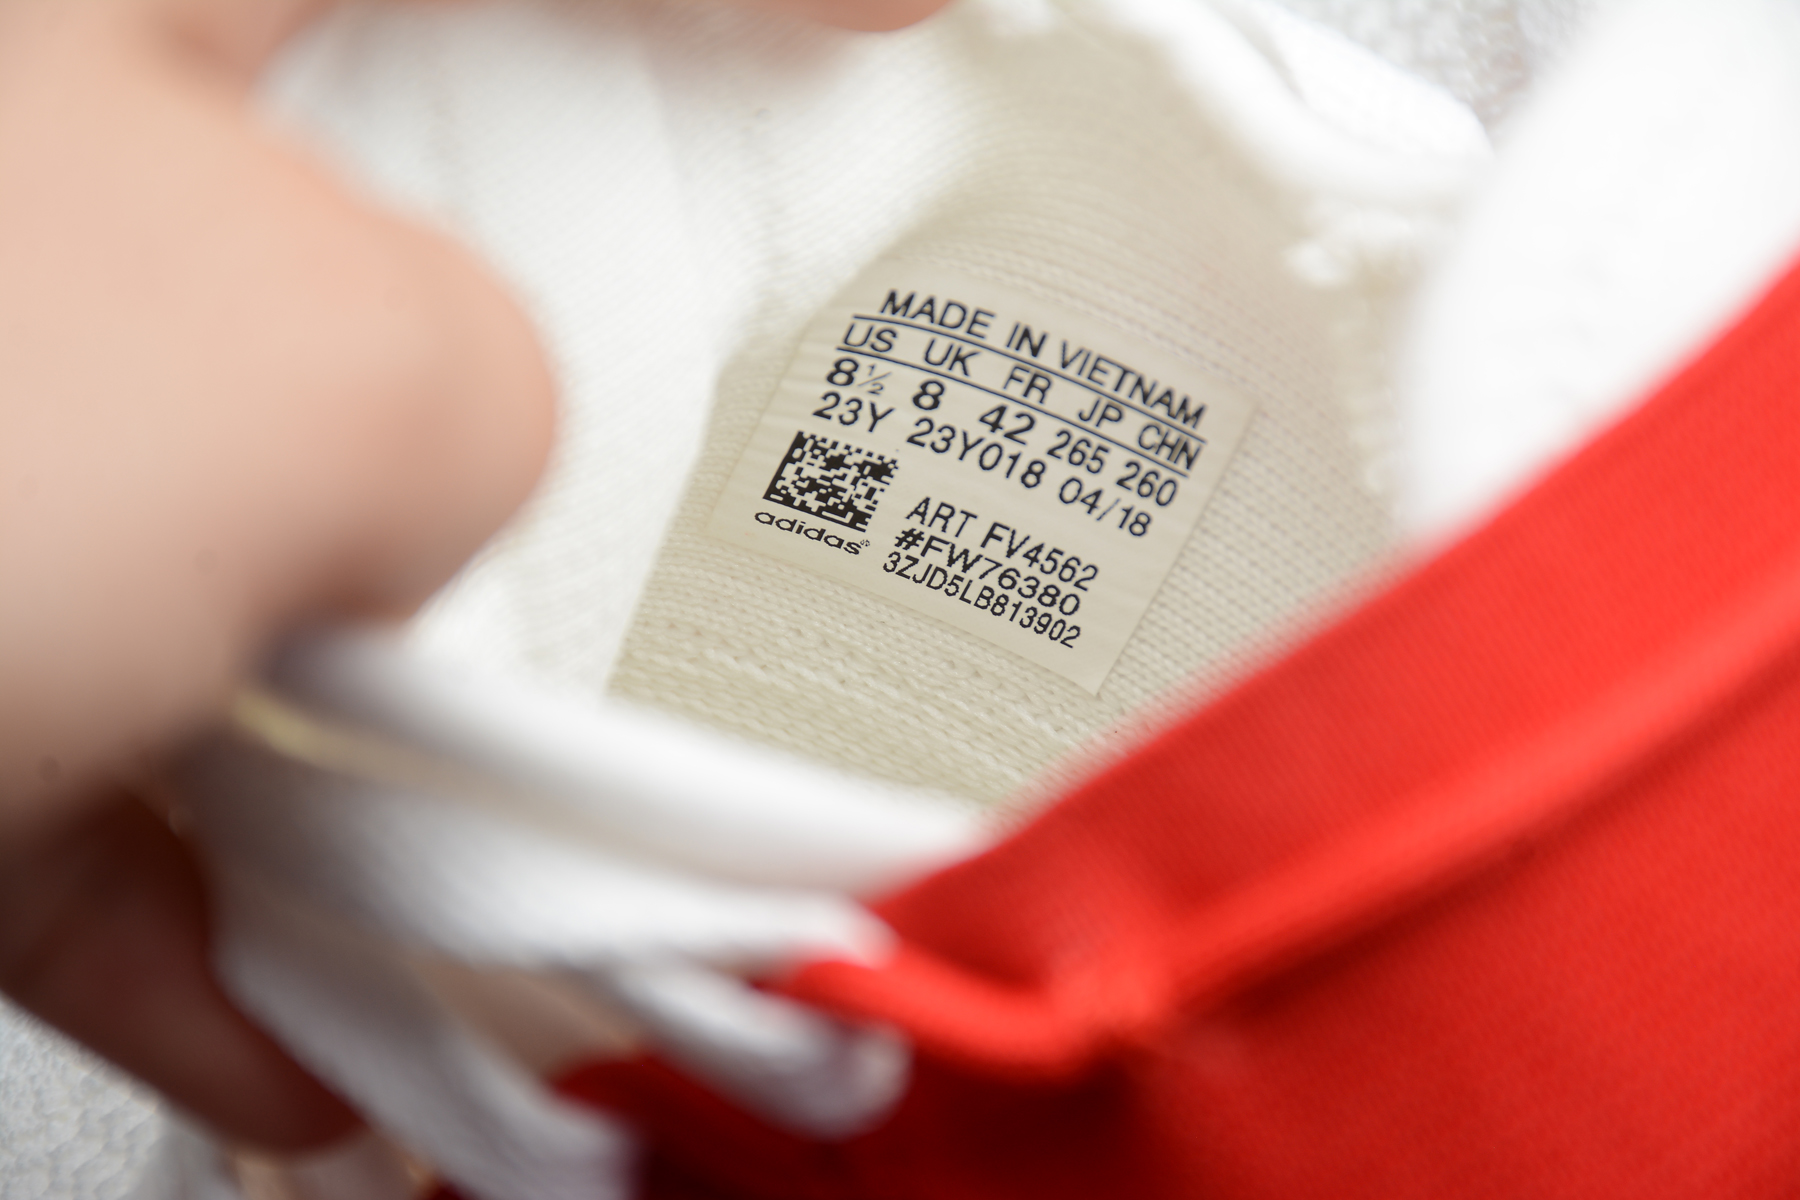 MADE IN VIETNAM
US UK FR JP CHN
8½ 8 42 265 260
23Y 23Y018 04/18
ART FV4562
#FW76380
3ZJD5LB813902
adidas®